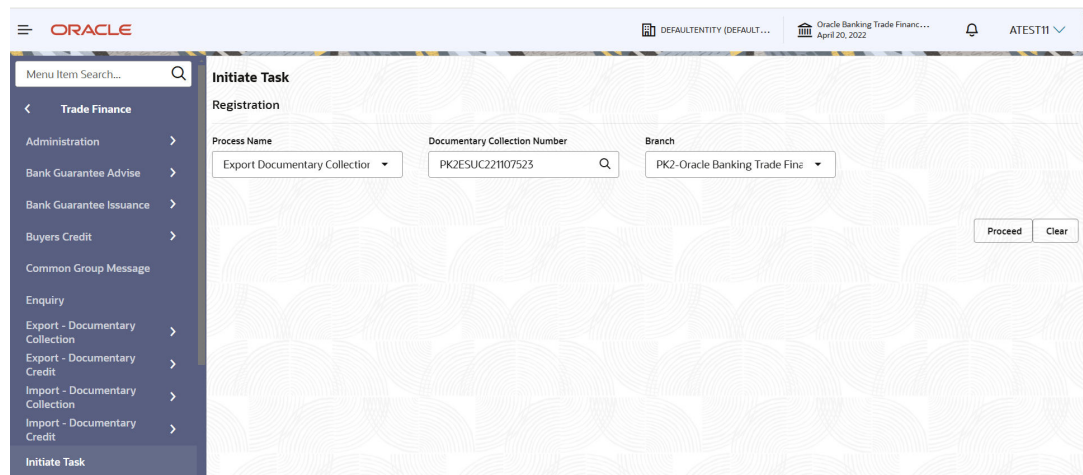 ORACLE
DEFAULTENTITY (DEFAULT...
Oracle Banking Trade Financ...
April 20, 2022
ATEST11
Menu Item Search...
Trade Finance
Administration
Bank Guarantee Advise
Bank Guarantee Issuance
Buyers Credit
Common Group Message
Enquiry
Export - Documentary
Collection
Export - Documentary
Credit
Import - Documentary
Collection
Import - Documentary
Credit
Initiate Task
Initiate Task
Registration
Process Name
Documentary Collection Number
Branch
Export Documentary Collection
PK2ESUC221107523
PK2-Oracle Banking Trade Fina
Proceed
Clear